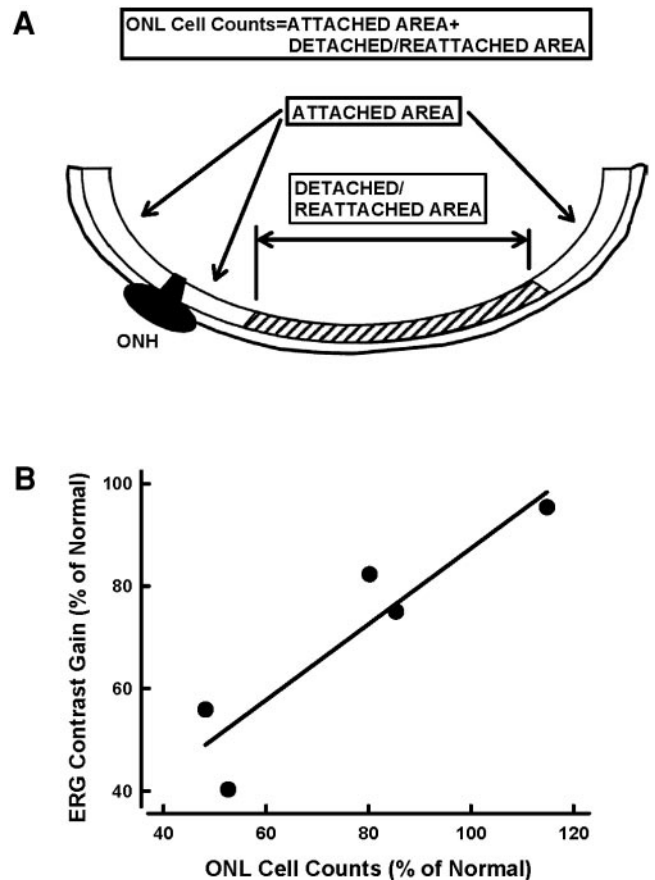 A
ONL Cell Counts=ATTACHED AREA+
DETACHED/REATTACHED AREA
ATTACHED AREA
DETACHED/
REATTACHED AREA
ONH
B
ERG Contrast Gain (% of Normal)
100
80
60
40
40 60 80 100 120
ONL Cell Counts (% of Normal)